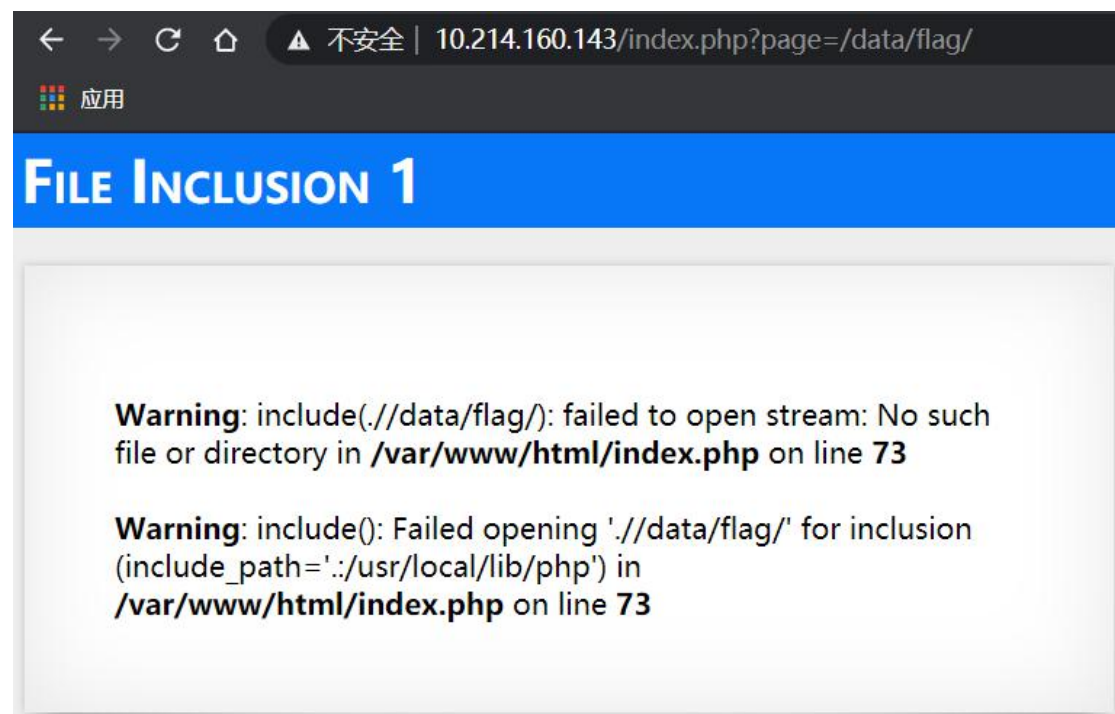 不安全 | 10.214.160.143/index.php?page=/data/flag/
应用
FILE INCLUSION 1
Warning: include(.//data/flag/): failed to open stream: No such
file or directory in /var/www/html/index.php on line 73
Warning: include(): Failed opening './/data/flag/' for inclusion
(include_path='.:/usr/local/lib/php') in
/var/www/html/index.php on line 73